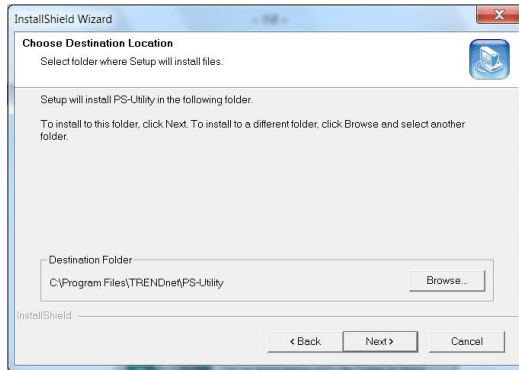 InstallShield Wizard
Choose Destination Location
Select folder where Setup will install files.
Setup will install PS-Utility in the following folder.
To install to this folder, click Next. To install to a different folder, click Browse and select another
folder.
Destination Folder
C:\Program Files\TRENDnet\PS-Utility
Browse...
InstallShield
< Back
Next >
Cancel